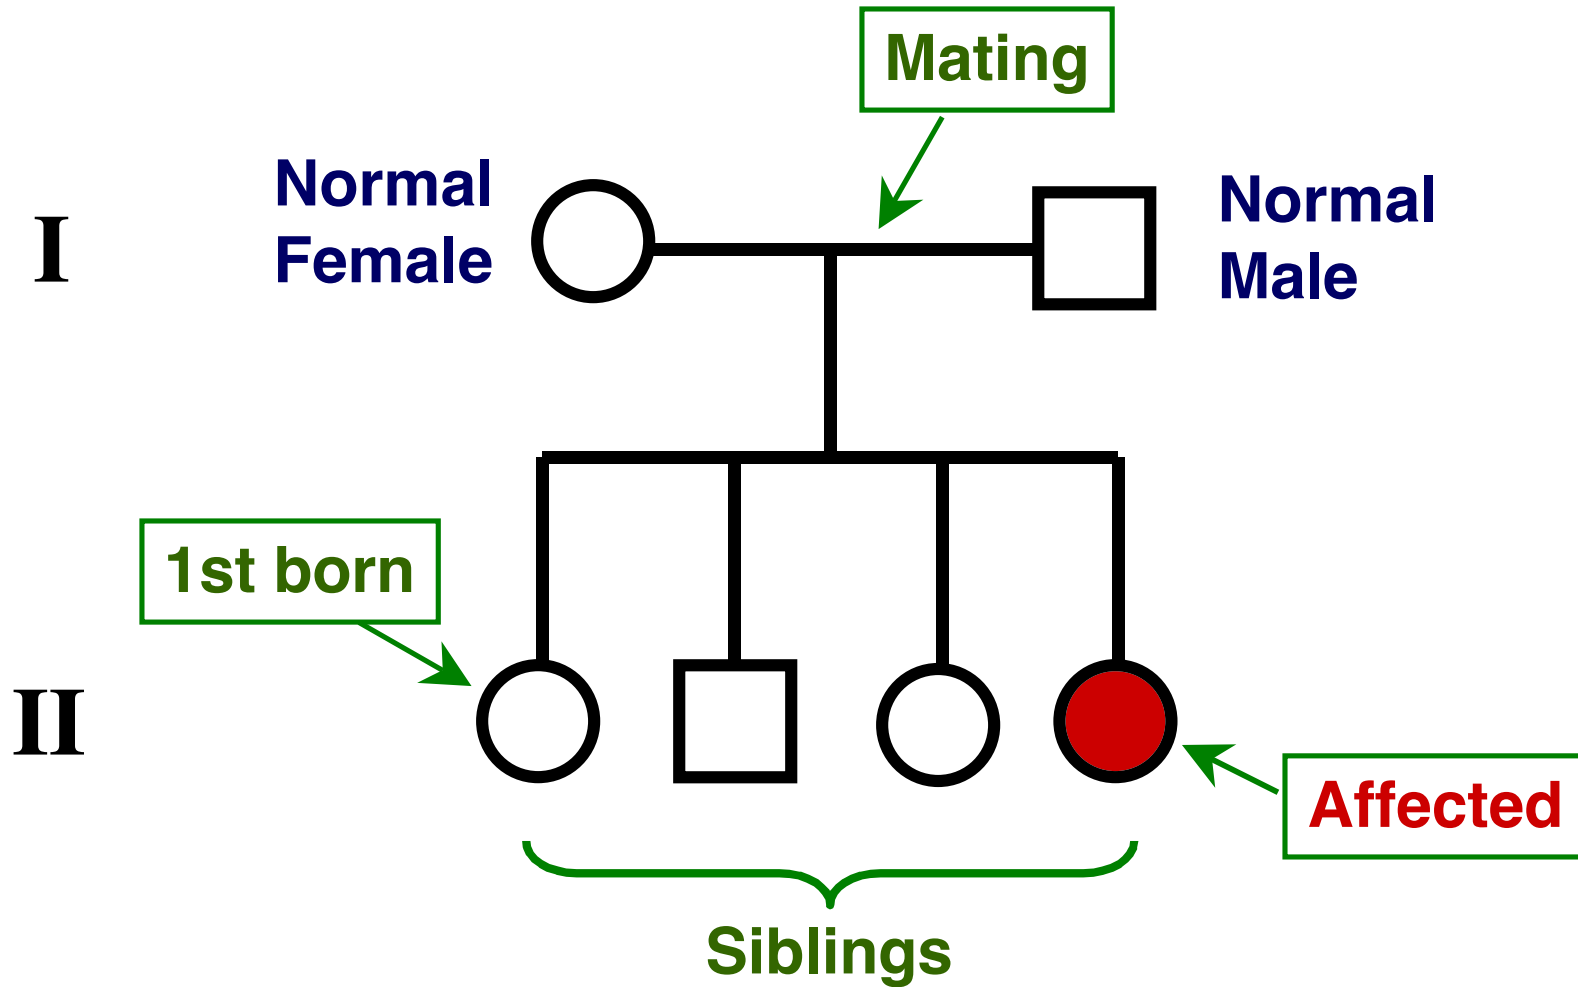 Mating
Normal
Female
Normal
Male
I
1st born
II
Affected
Siblings